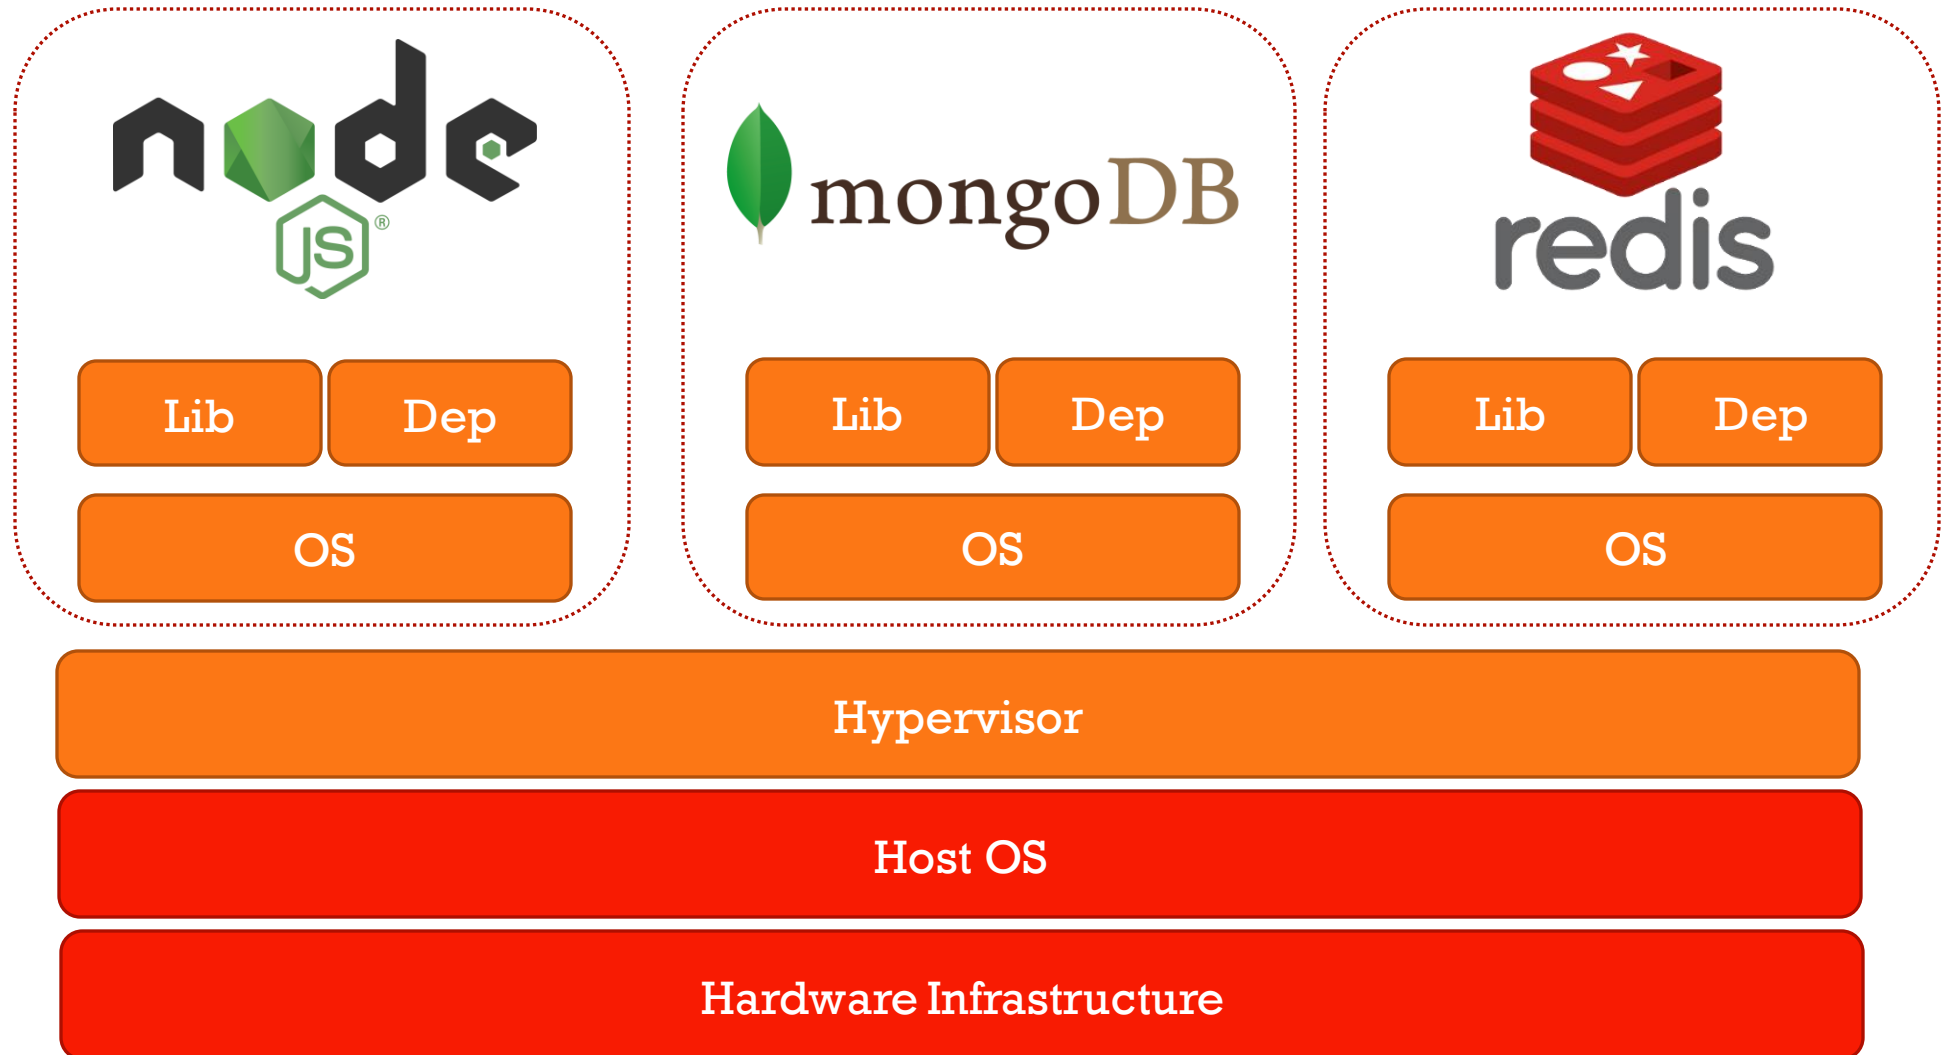 node
JS®
mongoDB
redis
Lib Dep Lib Dep Lib Dep
OS OS OS
Hypervisor
Host OS
Hardware Infrastructure